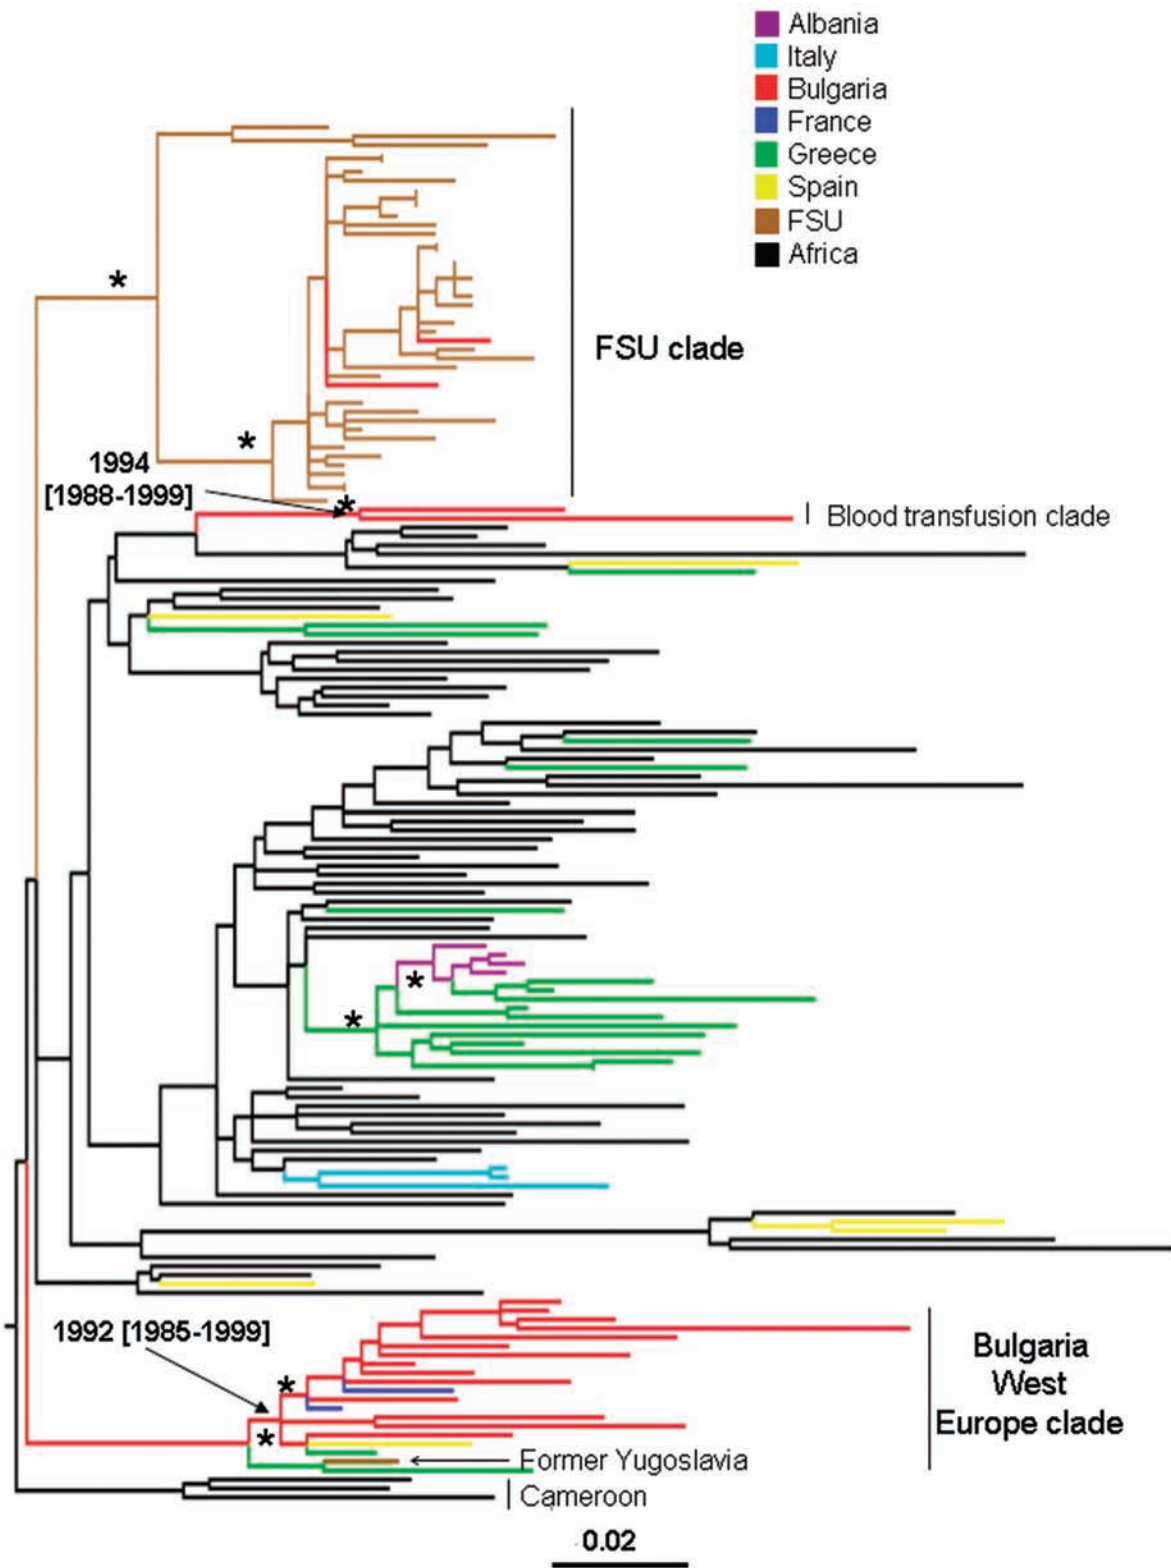 Albania
Italy
Bulgaria
France
Greece
Spain
FSU
Africa
*
FSU clade
*
1994
[1988-1999]
*
Blood transfusion clade
*
*
1992 [1985-1999]
*
*
Bulgaria
West
Europe clade
Former Yugoslavia
Cameroon
0.02